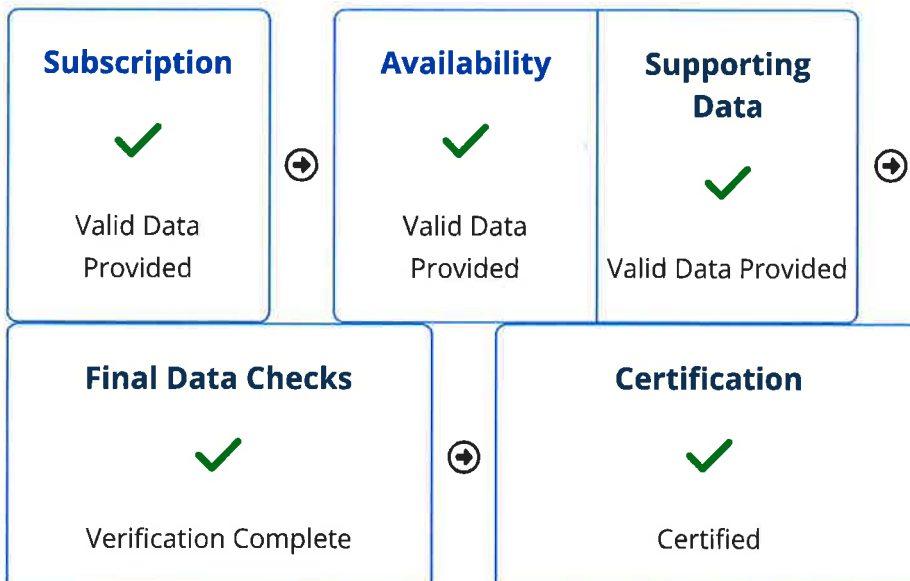 Subscription
Valid Data
Provided
Availability
Valid Data
Provided
Supporting
Data
Valid Data Provided
Final Data Checks
Verification Complete
Certification
Certified